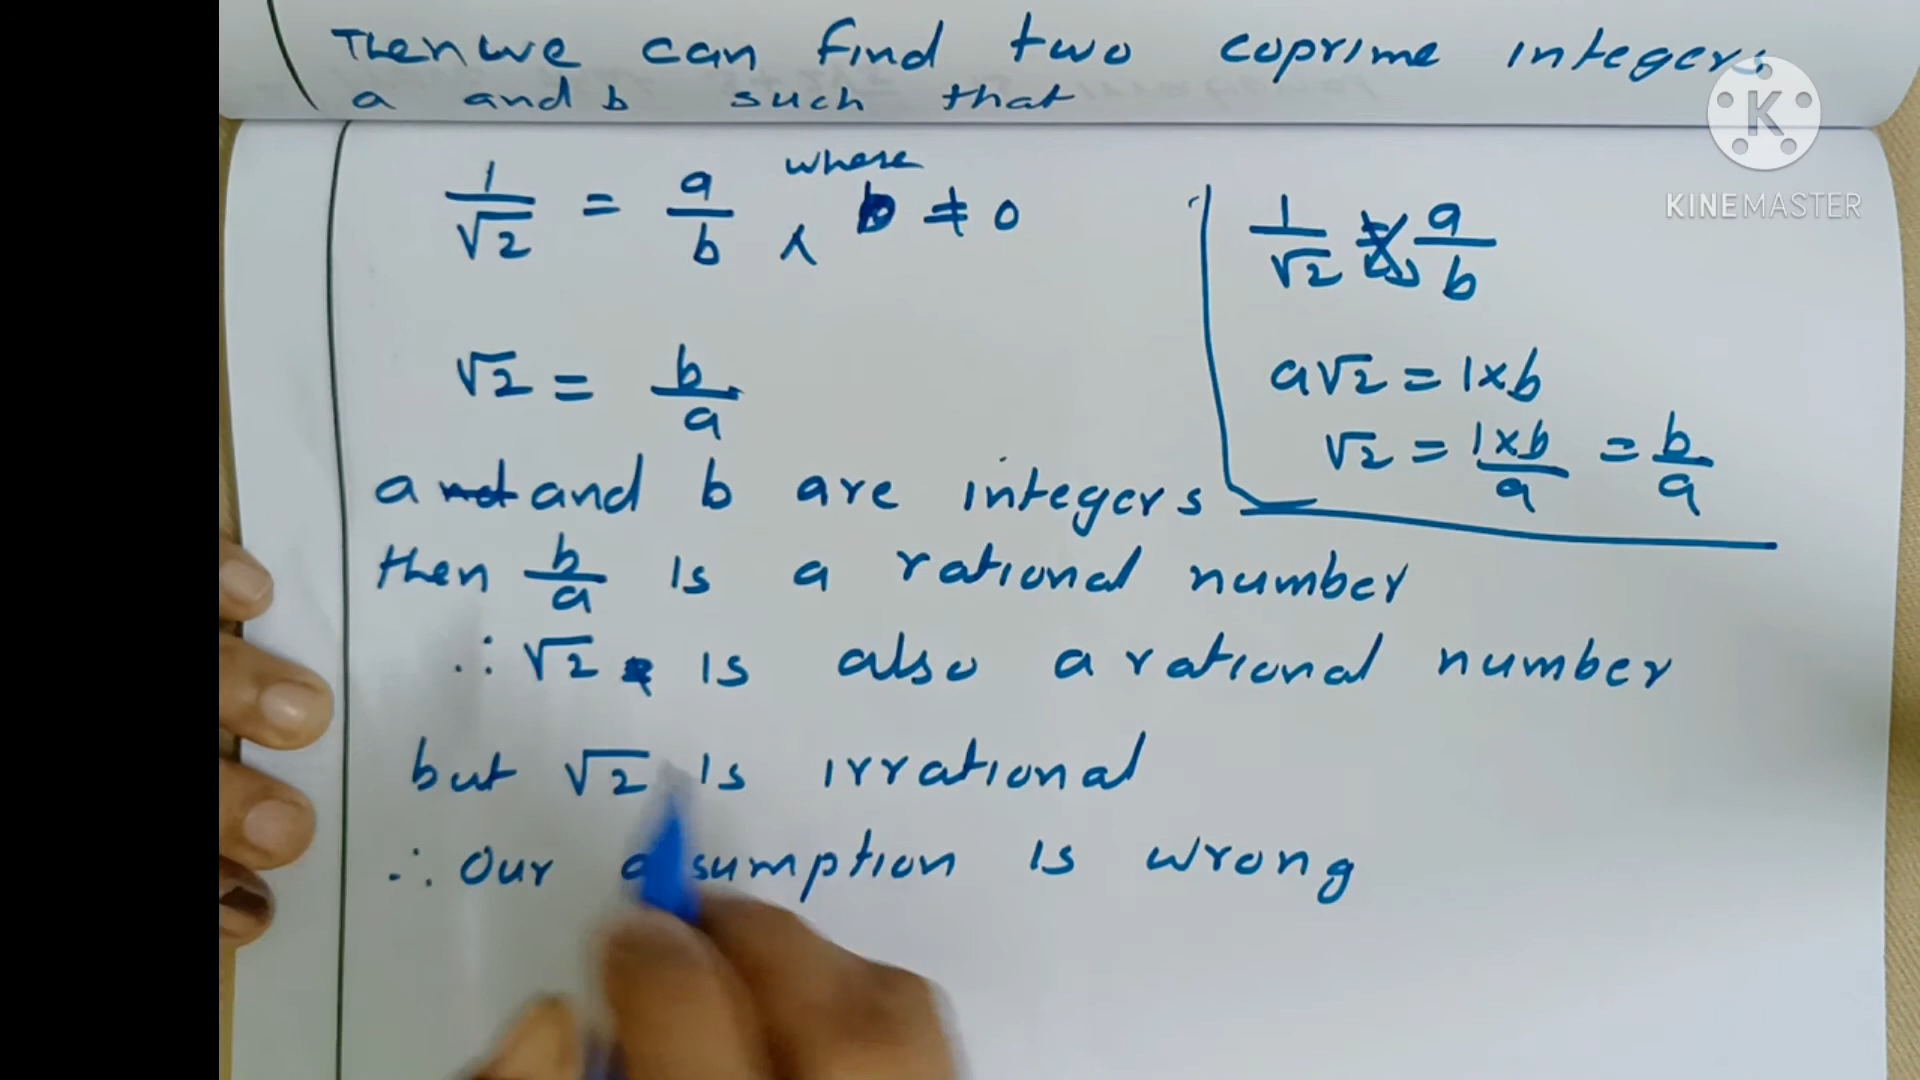 Then we can find two coprime integers
a and b such that
1/√2 = a/b , where b ≠ 0
√2 = b/a
a and b are integers
then b/a is a rational number
∴ √2 is also a rational number
but √2 is irrational
∴ Our assumption is wrong
1/√2 = a/b
a√2 = 1×b
√2 = 1×b/a = b/a
K
KINEMASTER